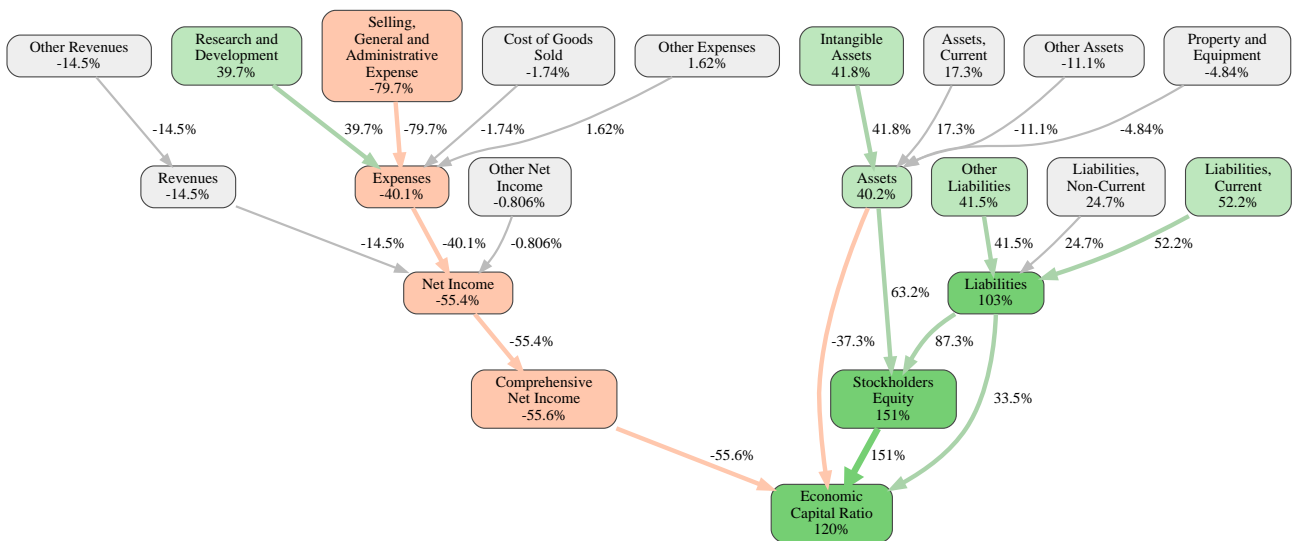 Other Revenues
-14.5%
Research and
Development
39.7%
Selling,
General and
Administrative
Expense
-79.7%
Cost of Goods
Sold
-1.74%
Other Expenses
1.62%
Intangible
Assets
41.8%
Assets,
Current
17.3%
Other Assets
-11.1%
Property and
Equipment
-4.84%
-14.5%
39.7%
-79.7%
-1.74%
1.62%
41.8%
17.3%
-11.1%
-4.84%
Revenues
-14.5%
Expenses
-40.1%
Other Net
Income
-0.806%
Assets
40.2%
Other
Liabilities
41.5%
Liabilities,
Non-Current
24.7%
Liabilities,
Current
52.2%
-14.5%
-40.1%
-0.806%
41.5%
24.7%
52.2%
Net Income
-55.4%
63.2%
Liabilities
103%
-55.4%
-37.3%
87.3%
Comprehensive
Net Income
-55.6%
Stockholders
Equity
151%
33.5%
-55.6%
151%
Economic
Capital Ratio
120%